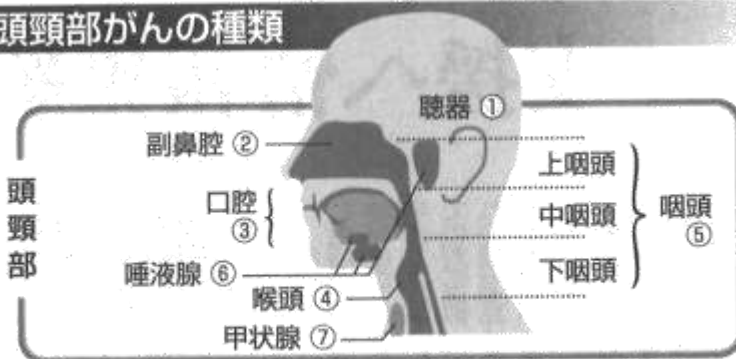 頭頸部がんの種類
聴器 ①
副鼻腔 ②
上咽頭
頭頸部
口腔
③
中咽頭
咽頭
⑤
唾液腺 ⑥
下咽頭
喉頭 ④
甲状腺 ⑦